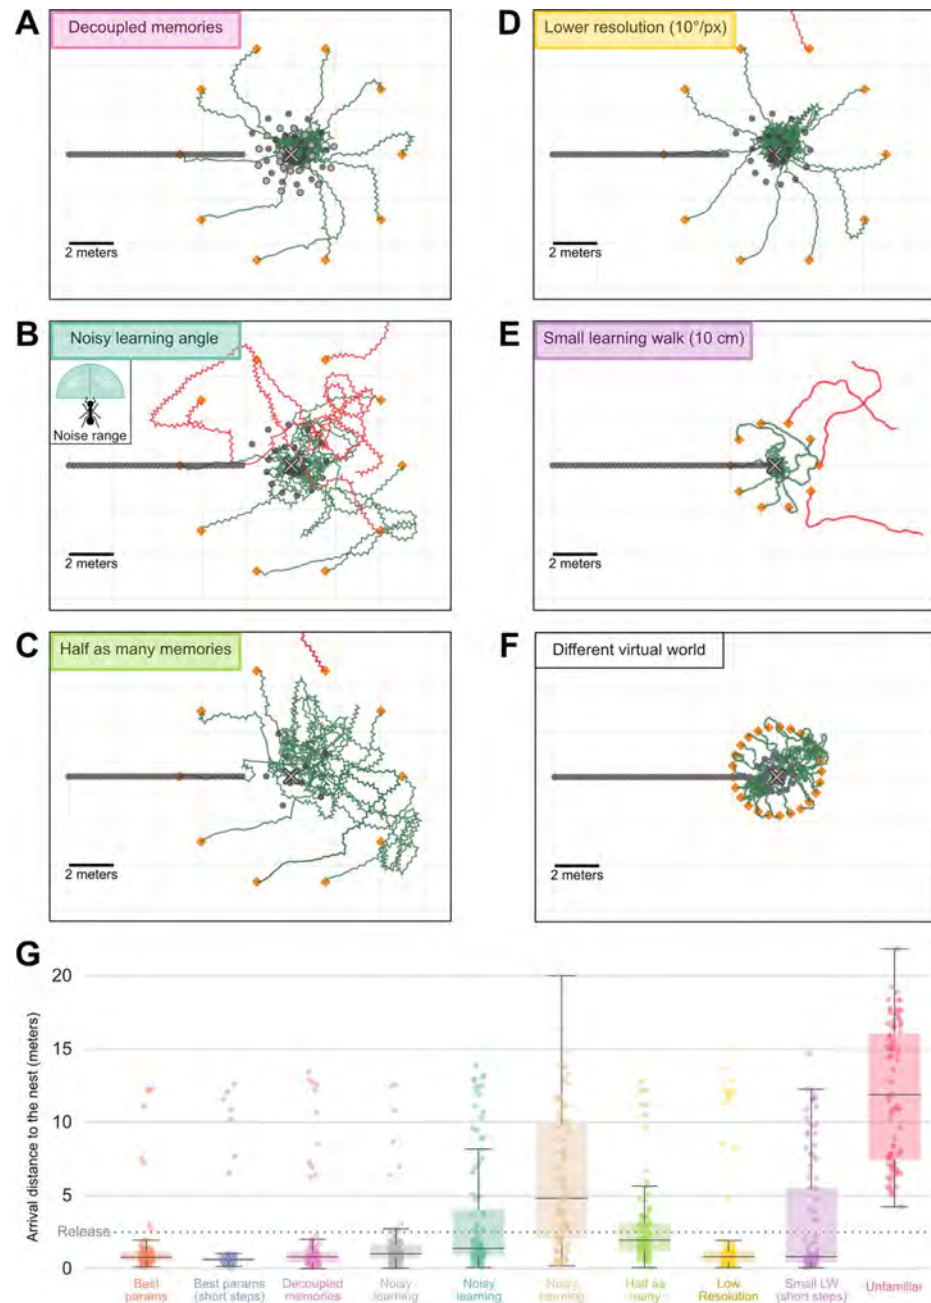 A
Decoupled memories
2 meters
D
Lower resolution (10°/px)
2 meters
B
Noisy learning angle
Noise range
2 meters
E
Small learning walk (10 cm)
2 meters
C
Half as many memories
2 meters
F
Different virtual world
2 meters
G
Arrival distance to the nest (meters)
20
15
10
5
Release
0
Best params
Best params (short steps)
Decoupled memories
Noisy learning
Noisy learning
Noisy learning
Half as many
Low Resolution
Small LW (short steps)
Unfamiliar